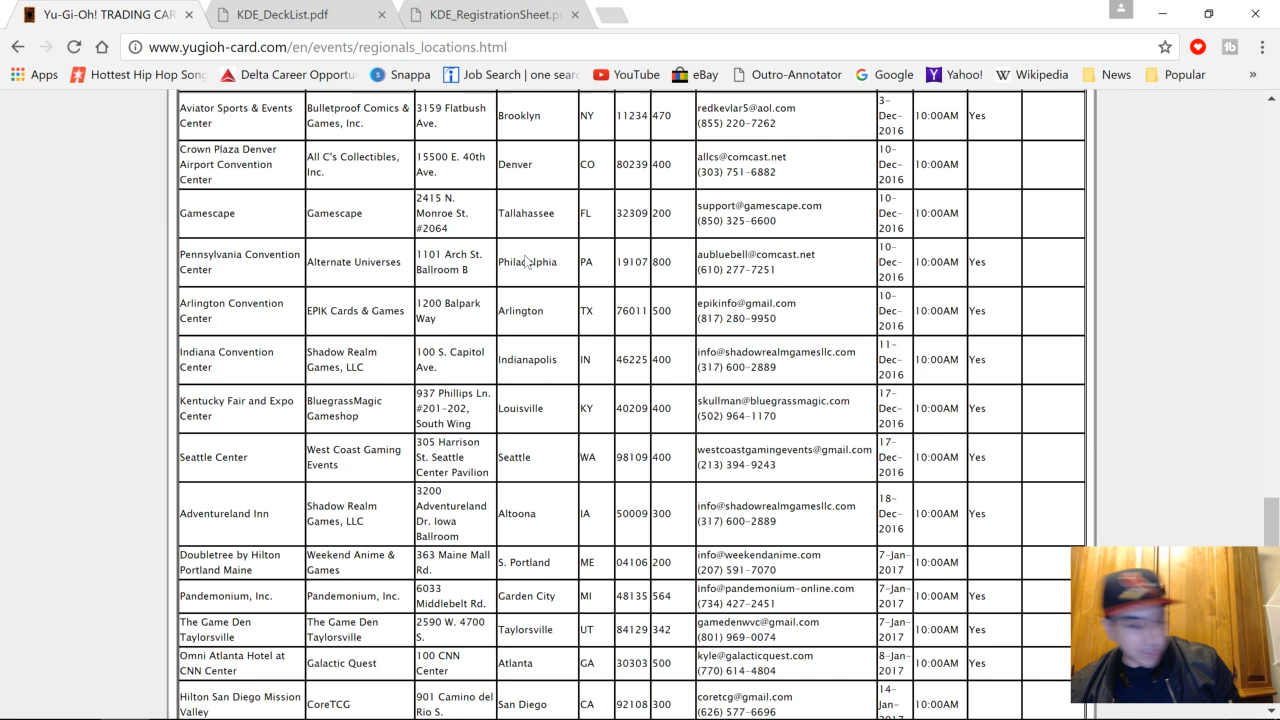 Yu-Gi-Oh! TRADING CAR
KDE_DeckList.pdf
KDE_RegistrationSheet.p
www.yugioh-card.com/en/events/regionals_locations.html
Apps
Hottest Hip Hop Song
Delta Career Opportu
Snappa
Job Search | one sear
YouTube
eBay
Outro-Annotator
Google
Yahoo!
Wikipedia
News
Popular
Aviator Sports & Events
Center
Bulletproof Comics &
Games, Inc.
3159 Flatbush
Ave.
Brooklyn
NY
11234
470
redkevlar5@aol.com
(855) 220-7262
3-
Dec-
2016
10:00AM
Yes
Crown Plaza Denver
Airport Convention
Center
All C's Collectibles,
Inc.
15500 E. 40th
Ave.
Denver
CO
80239
400
allcs@comcast.net
(303) 751-6882
10-
Dec-
2016
10:00AM
Yes
Gamescape
Gamescape
2415 N.
Monroe St.
#2064
Tallahassee
FL
32309
200
support@gamescape.com
(850) 325-6600
10-
Dec-
2016
10:00AM
Pennsylvania Convention
Center
Alternate Universes
1101 Arch St.
Ballroom B
Philadelphia
PA
19107
800
aubluebell@comcast.net
(610) 277-7251
10-
Dec-
2016
10:00AM
Yes
Arlington Convention
Center
EPIK Cards & Games
1200 Balpark
Way
Arlington
TX
76011
500
epikinfo@gmail.com
(817) 280-9950
10-
Dec-
2016
10:00AM
Yes
Indiana Convention
Center
Shadow Realm
Games, LLC
100 S. Capitol
Ave.
Indianapolis
IN
46225
400
info@shadowrealmgamesllc.com
(317) 600-2889
11-
Dec-
2016
10:00AM
Yes
Kentucky Fair and Expo
Center
BluegrassMagic
Gameshop
937 Phillips Ln.
#201-202,
South Wing
Louisville
KY
40209
400
skullman@bluegrassmagic.com
(502) 964-1170
17-
Dec-
2016
10:00AM
Yes
Seattle Center
West Coast Gaming
Events
305 Harrison
St. Seattle
Center Pavilion
Seattle
WA
98109
400
westcoastgamingevents@gmail.com
(213) 394-9243
17-
Dec-
2016
10:00AM
Yes
Adventureland Inn
Shadow Realm
Games, LLC
3200
Adventureland
Dr. Iowa
Ballroom
Altoona
IA
50009
300
info@shadowrealmgamesllc.com
(317) 600-2889
18-
Dec-
2016
10:00AM
Yes
Doubletree by Hilton
Portland Maine
Weekend Anime &
Games
363 Maine Mall
Rd.
S. Portland
ME
04106
200
info@weekendanime.com
(207) 591-7070
7-Jan-
2017
10:00AM
Pandemonium, Inc.
Pandemonium, Inc.
6033
Middlebelt Rd.
Garden City
MI
48135
564
info@pandemonium-online.com
(734) 427-2451
7-Jan-
2017
10:00AM
Yes
The Game Den
Taylorsville
The Game Den
Taylorsville
2590 W. 4700
S.
Taylorsville
UT
84129
342
gamedenwvc@gmail.com
(801) 969-0074
7-Jan-
2017
10:00AM
Yes
Omni Atlanta Hotel at
CNN Center
Galactic Quest
100 CNN
Center
Atlanta
GA
30303
500
kyle@galacticquest.com
(770) 614-4804
8-Jan-
2017
10:00AM
Yes
Hilton San Diego Mission
Valley
CoreTCG
901 Camino del
Rio S.
San Diego
CA
92108
300
coretcg@gmail.com
(626) 577-6696
14-
Jan-
2017
10:00AM
Yes